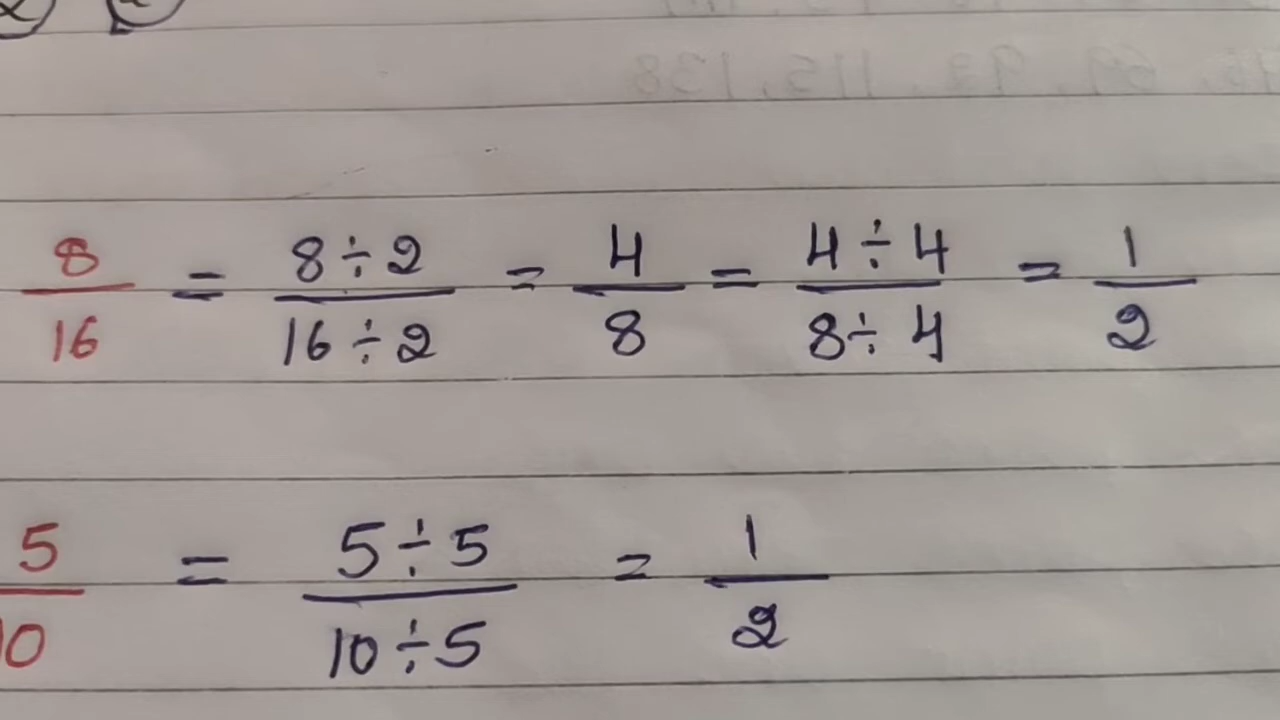 8/16 = 8÷2/16÷2 = 4/8 = 4÷4/8÷4 = 1/2
5/10 = 5÷5/10÷5 = 1/2